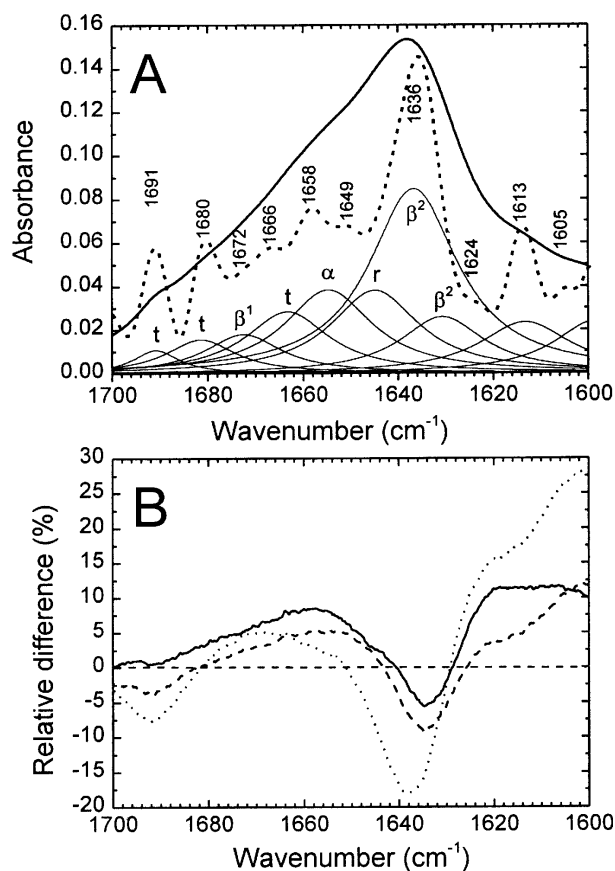 A
Absorbance
0.16
0.14
0.12
0.10
0.08
0.06
0.04
0.02
0.00
1691
1680
1672
1666
1658
1649
1636
1624
1613
1605
t
t
β¹
t
α
r
β²
β²
1700 1680 1660 1640 1620 1600
Wavenumber (cm⁻¹)
B
Relative difference (%)
30
25
20
15
10
5
0
-5
-10
-15
-20
1700 1680 1660 1640 1620 1600
Wavenumber (cm⁻¹)